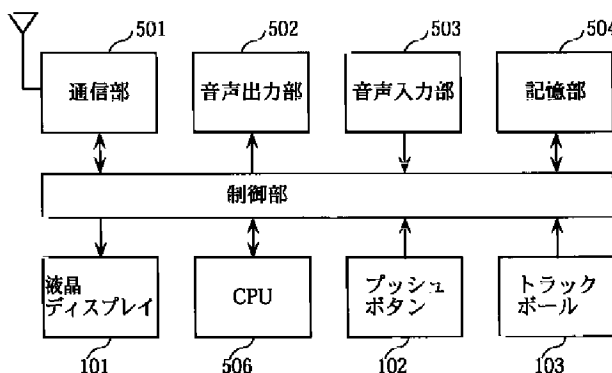 501
502
503
504
通信部
音声出力部
音声入力部
記憶部
制御部
液晶
ディスプレイ
CPU
プッシュ
ボタン
トラック
ボール
101
506
102
103